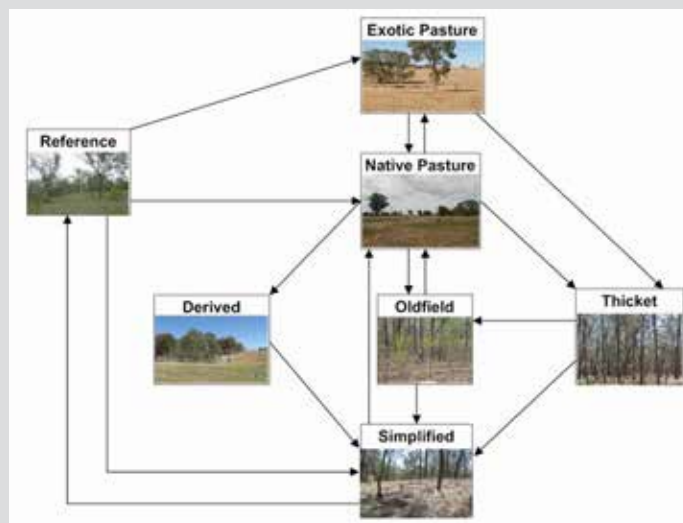 Exotic Pasture
Reference
Native Pasture
Derived
Oldfield
Thicket
Simplified